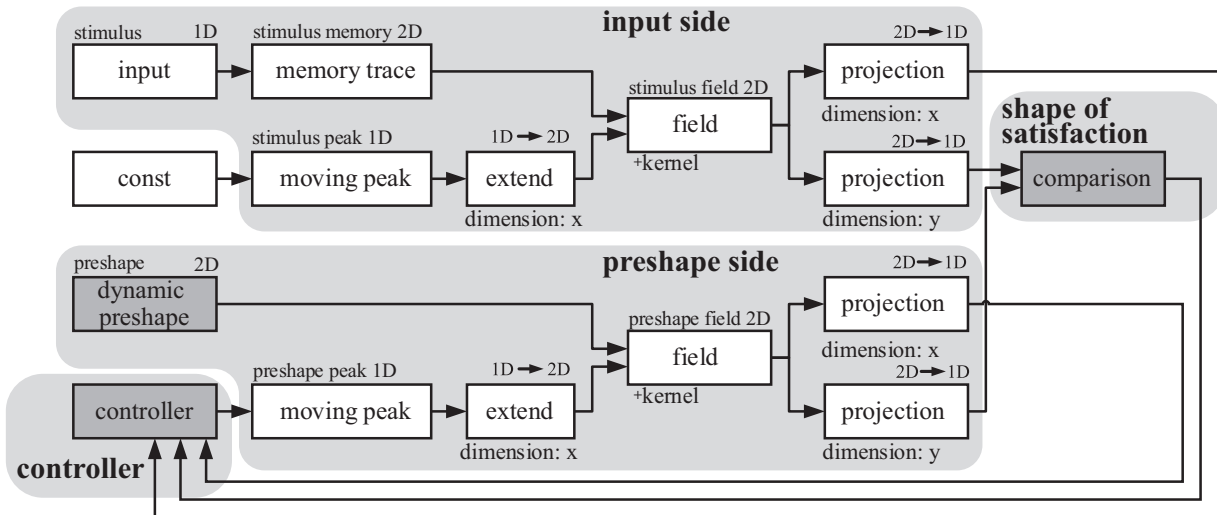 input side
stimulus 1D
input
stimulus memory 2D
memory trace
2D→1D
projection
dimension: x
stimulus field 2D
field
+kernel
shape of
satisfaction
const
stimulus peak 1D
moving peak
1D→2D
extend
dimension: x
2D→1D
projection
dimension: y
comparison
preshape side
preshape 2D
dynamic
preshape
2D→1D
projection
dimension: x
preshape field 2D
field
+kernel
controller
preshape peak 1D
moving peak
1D→2D
extend
dimension: x
2D→1D
projection
dimension: y
controller